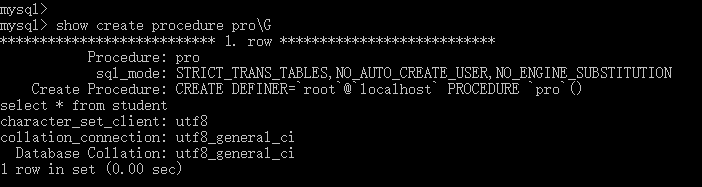 mysql>
mysql> show create procedure pro\G
*************************** 1. row ***************************
Procedure: pro
sql_mode: STRICT_TRANS_TABLES,NO_AUTO_CREATE_USER,NO_ENGINE_SUBSTITUTION
Create Procedure: CREATE DEFINER=`root`@`localhost` PROCEDURE `pro`()
select * from student
character_set_client: utf8
collation_connection: utf8_general_ci
Database Collation: utf8_general_ci
1 row in set (0.00 sec)